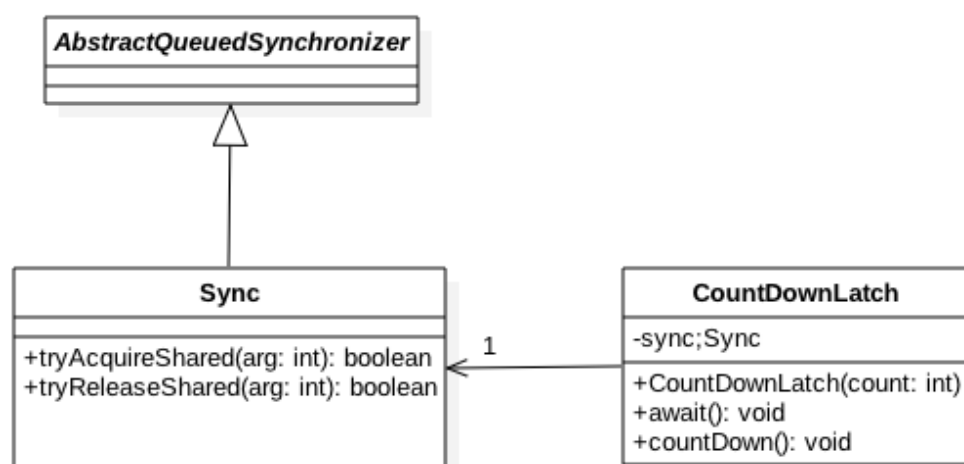 AbstractQueuedSynchronizer
Sync
+tryAcquireShared(arg: int): boolean
+tryReleaseShared(arg: int): boolean
1
CountDownLatch
-sync;Sync
+CountDownLatch(count: int)
+await(): void
+countDown(): void